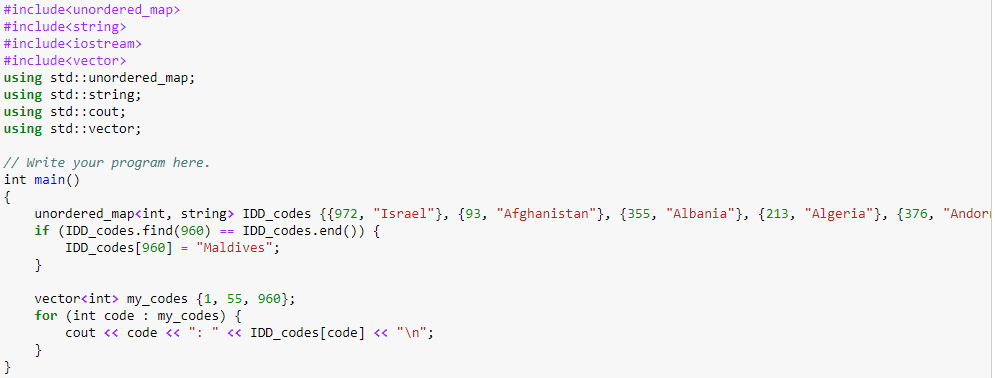 #include<unordered_map>
#include<string>
#include<iostream>
#include<vector>
using std::unordered_map;
using std::string;
using std::cout;
using std::vector;
// Write your program here.
int main()
{
unordered_map<int, string> IDD_codes {{972, "Israel"}, {93, "Afghanistan"}, {355, "Albania"}, {213, "Algeria"}, {376,
if (IDD_codes.find(960) == IDD_codes.end()) {
IDD_codes[960] = "Maldives";
}
vector<int> my_codes {1, 55, 960};
for (int code : my_codes) {
cout << code << ": " << IDD_codes[code] << "\n";
}
}